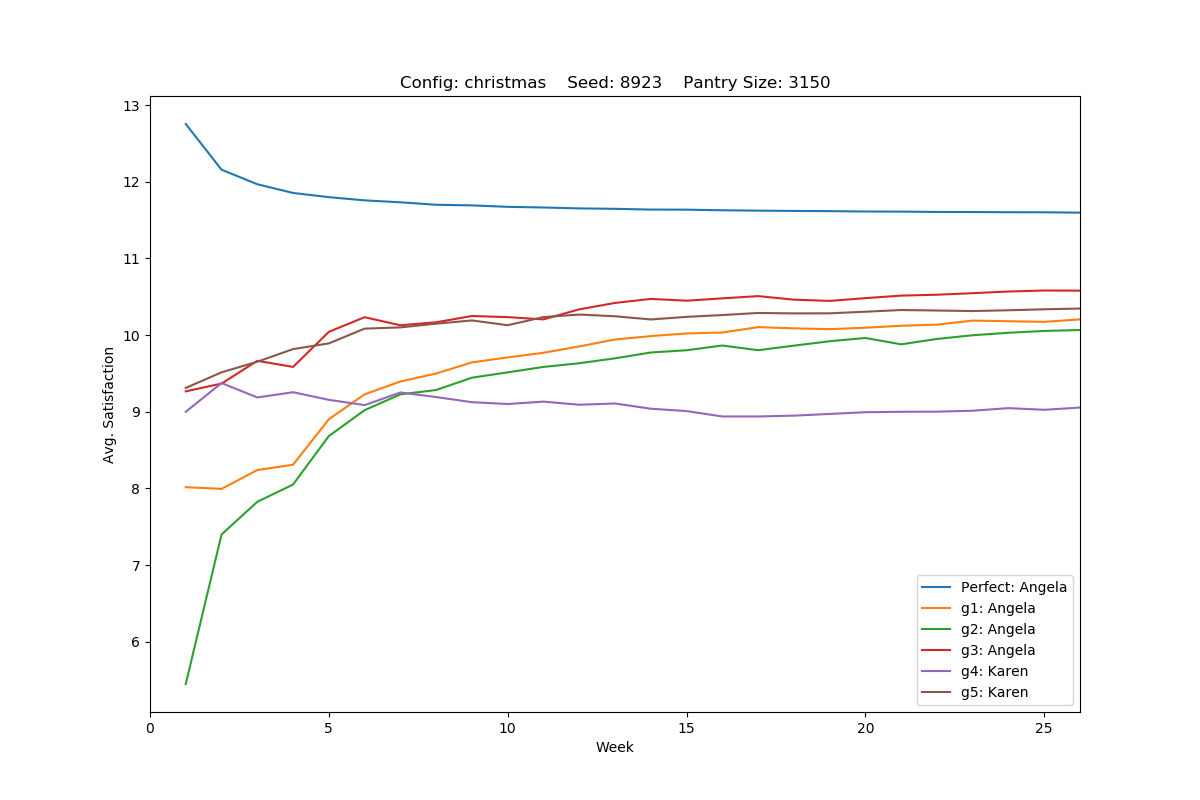 Config: christmas    Seed: 8923    Pantry Size: 3150
13
12
11
10
9
8
7
6
Avg. Satisfaction
0 5 10 15 20 25
Week
Perfect: Angela
g1: Angela
g2: Angela
g3: Angela
g4: Karen
g5: Karen